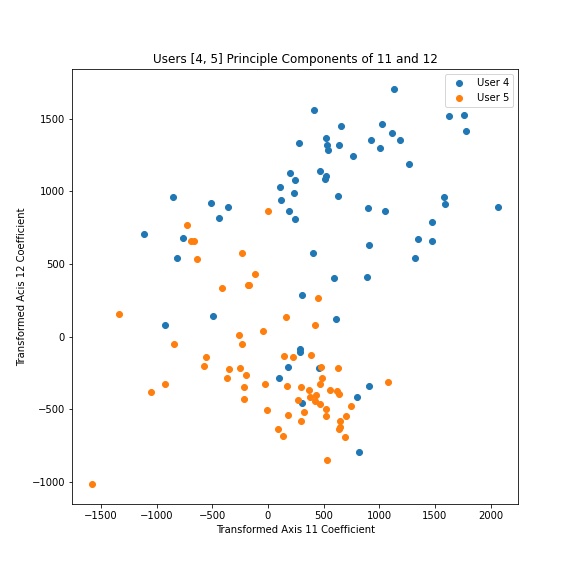 Users [4, 5] Principle Components of 11 and 12
User 4
User 5
Transformed Acis 12 Coefficient
1500
1000
500
0
−500
−1000
−1500
−1000
−500
0
500
1000
1500
2000
Transformed Axis 11 Coefficient